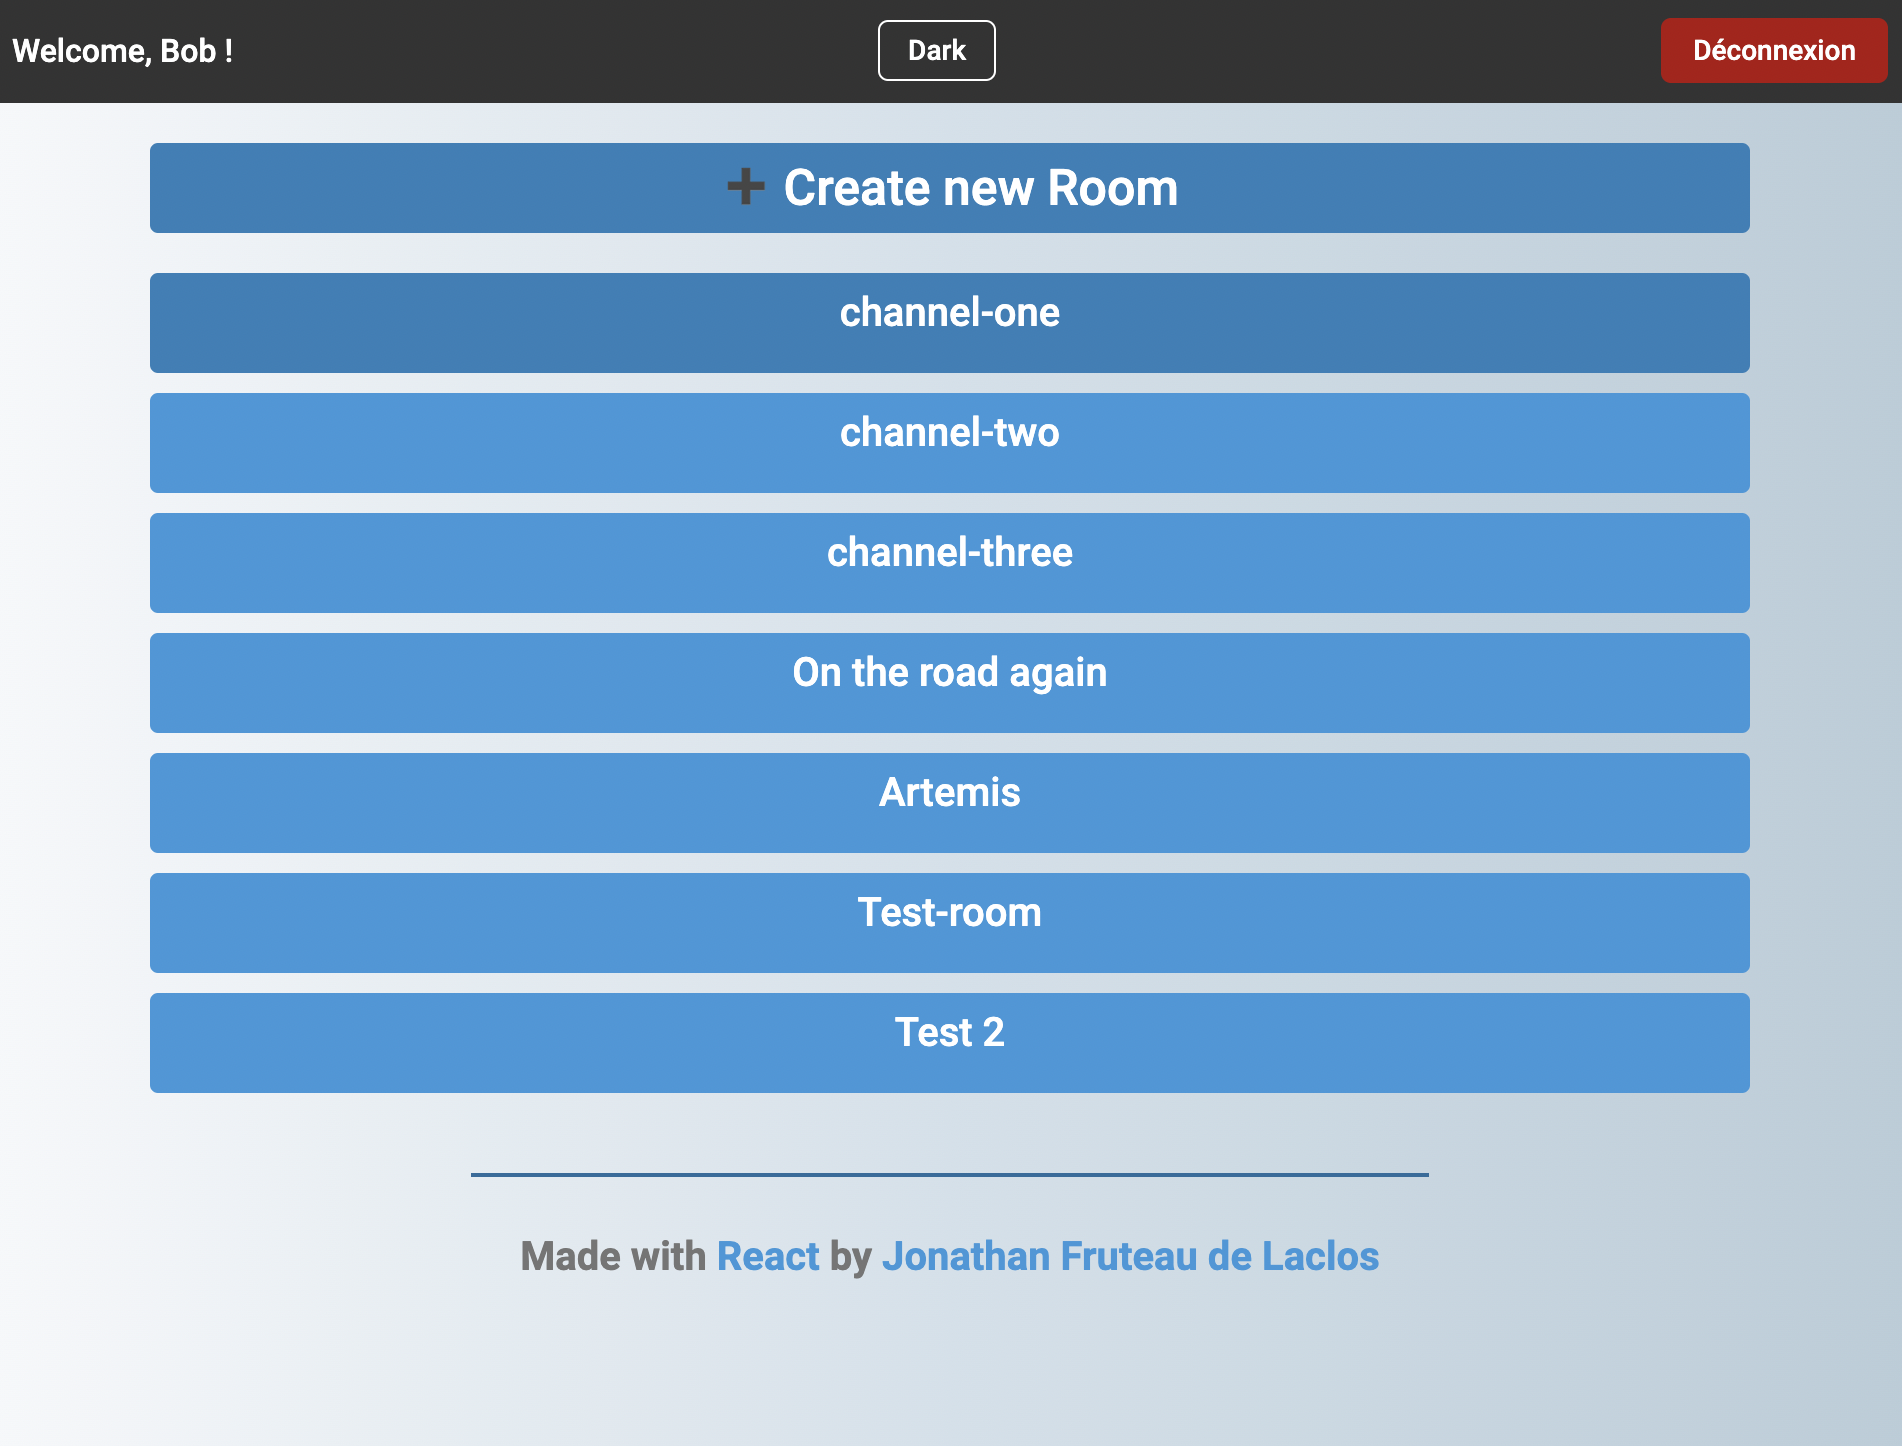 Welcome, Bob !
Dark
Déconnexion
➕ Create new Room
channel-one
channel-two
channel-three
On the road again
Artemis
Test-room
Test 2
Made with React by Jonathan Fruteau de Laclos